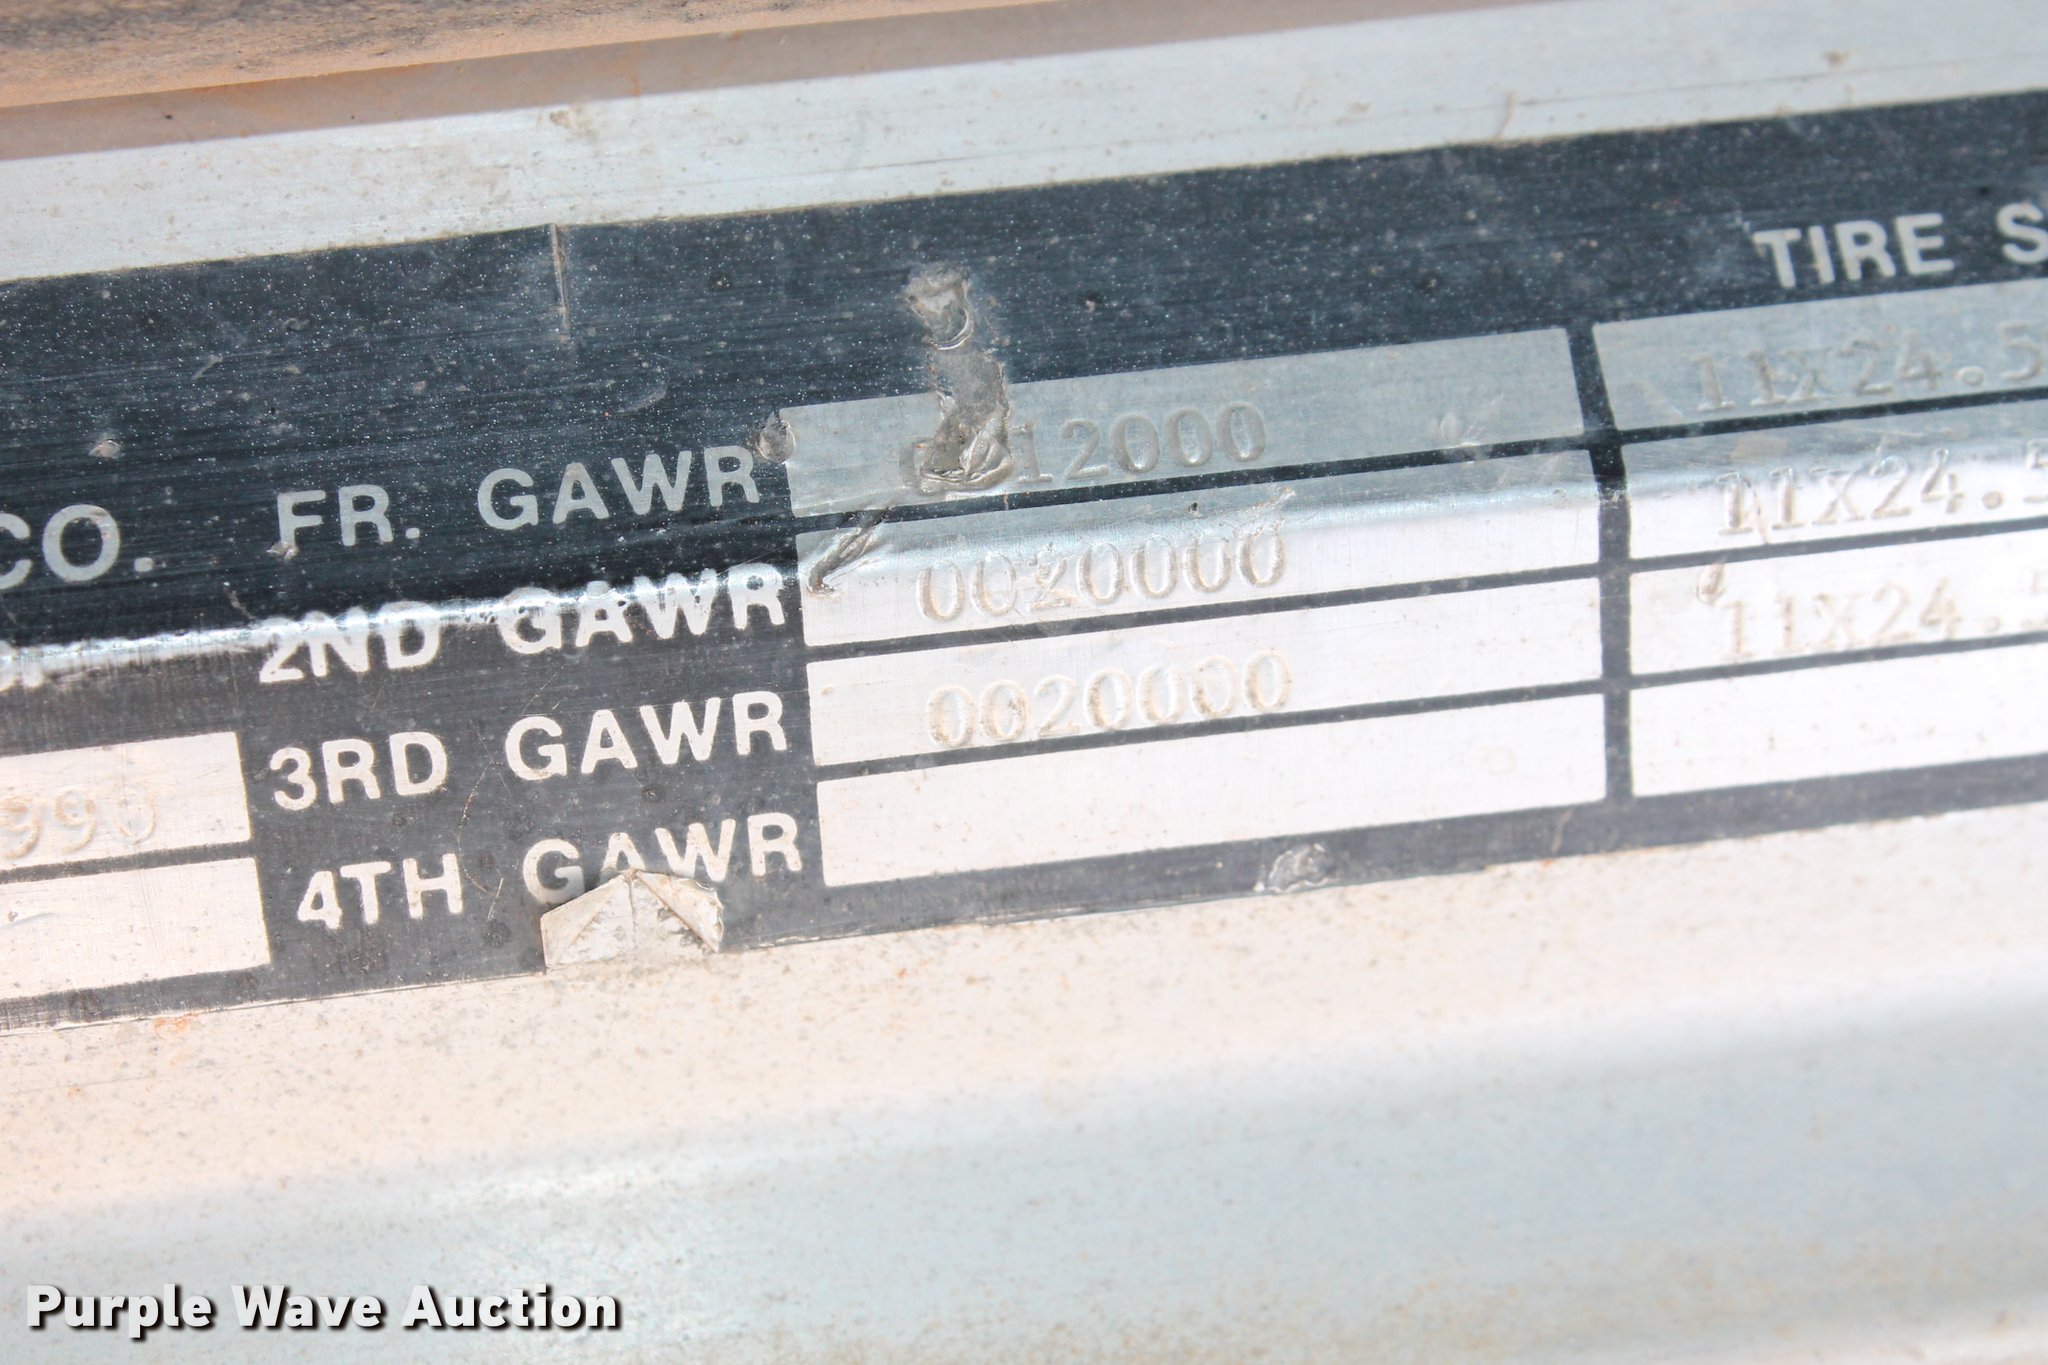 TIRE S
CO. FR. GAWR 0012000 11X24.5
2ND GAWR 0020000 11X24.5
990 3RD GAWR 0020000 11X24.5
4TH GAWR
Purple Wave Auction